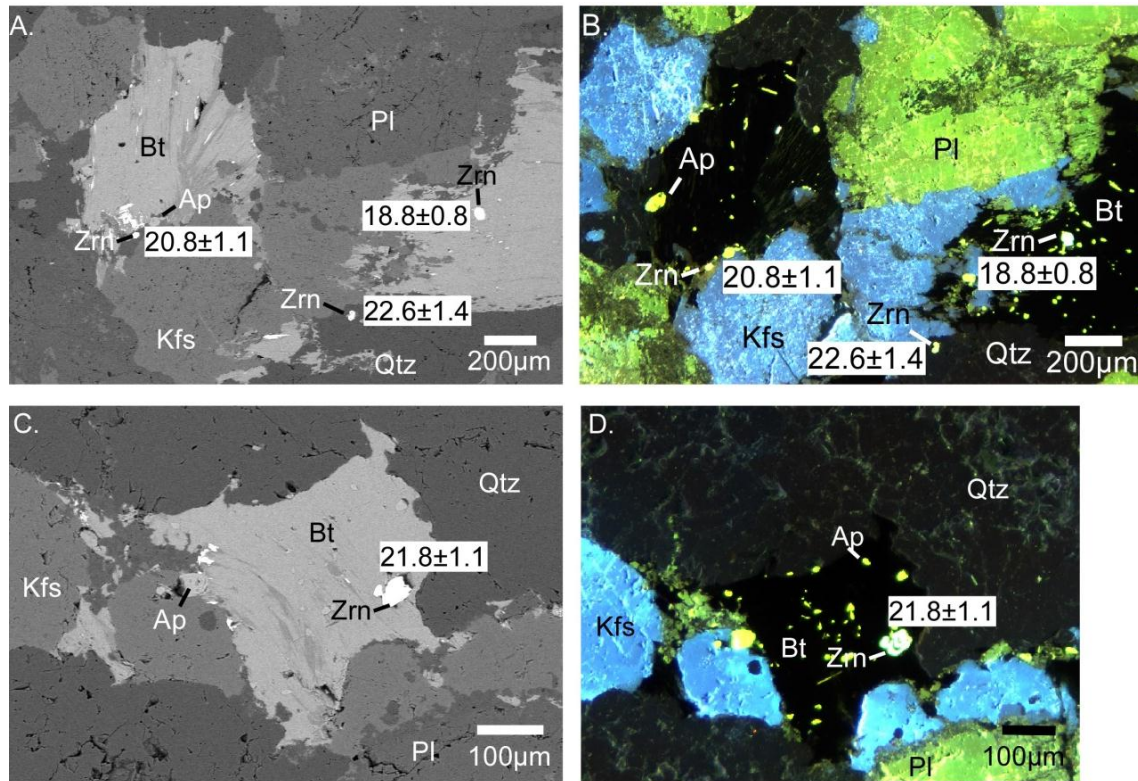 A.
Bt
Pl
Ap
Zrn
18.8±0.8
Zrn
20.8±1.1
Zrn
22.6±1.4
Kfs
Qtz
200µm
B.
Ap
Pl
Bt
Zrn
Zrn
20.8±1.1
18.8±0.8
Zrn
Kfs
22.6±1.4
Qtz
200µm
C.
Qtz
Bt
21.8±1.1
Kfs
Ap
Zrn
100µm
Pl
D.
Qtz
Ap
21.8±1.1
Kfs
Bt
Zrn
100µm
Pl